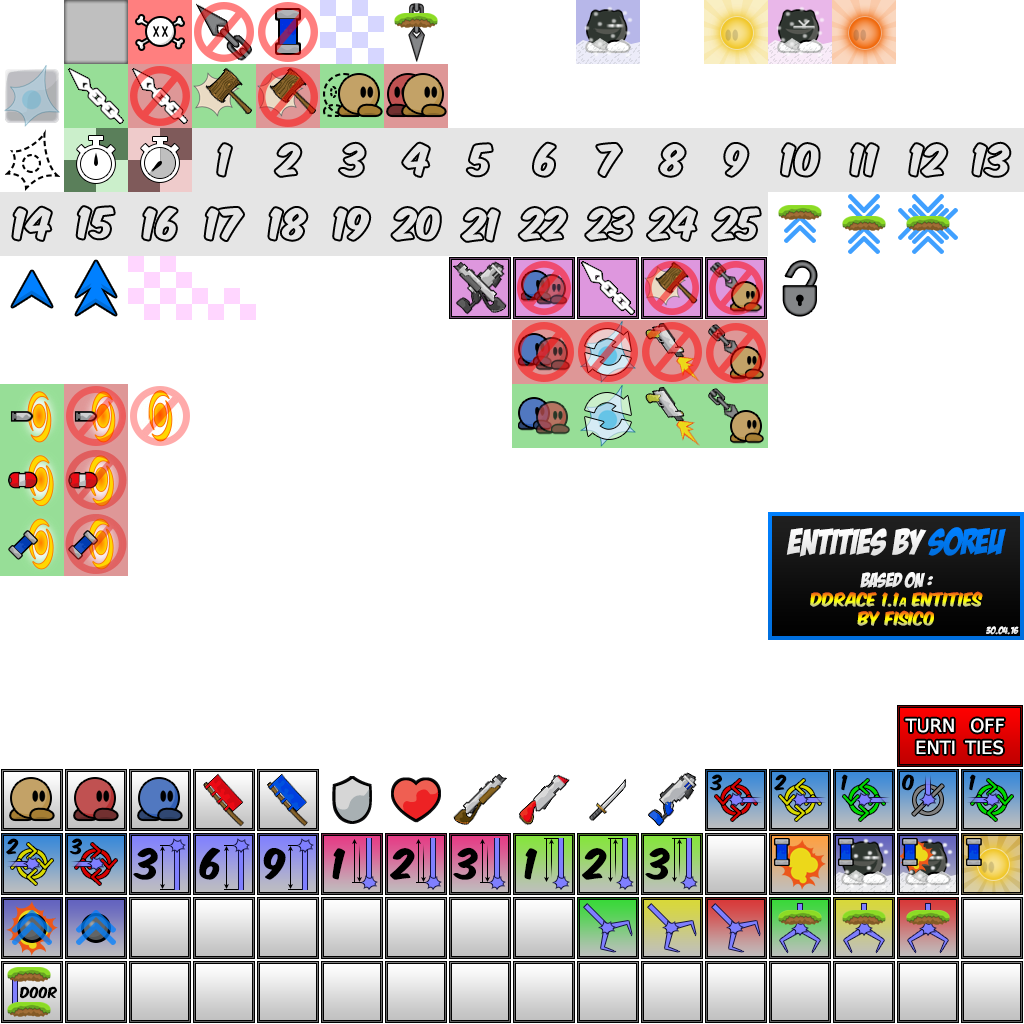 1 2 3 4 5 6 7 8 9 10 11 12 13
14 15 16 17 18 19 20 21 22 23 24 25
ENTITIES BY SOREU
BASED ON :
DDRACE 1.1A ENTITIES
BY FISICO
30.04.16
TURN OFF
ENTI TIES
3 2 1 0 1
2 3 3 6 9 1 2 3 1 2 3
DOOR